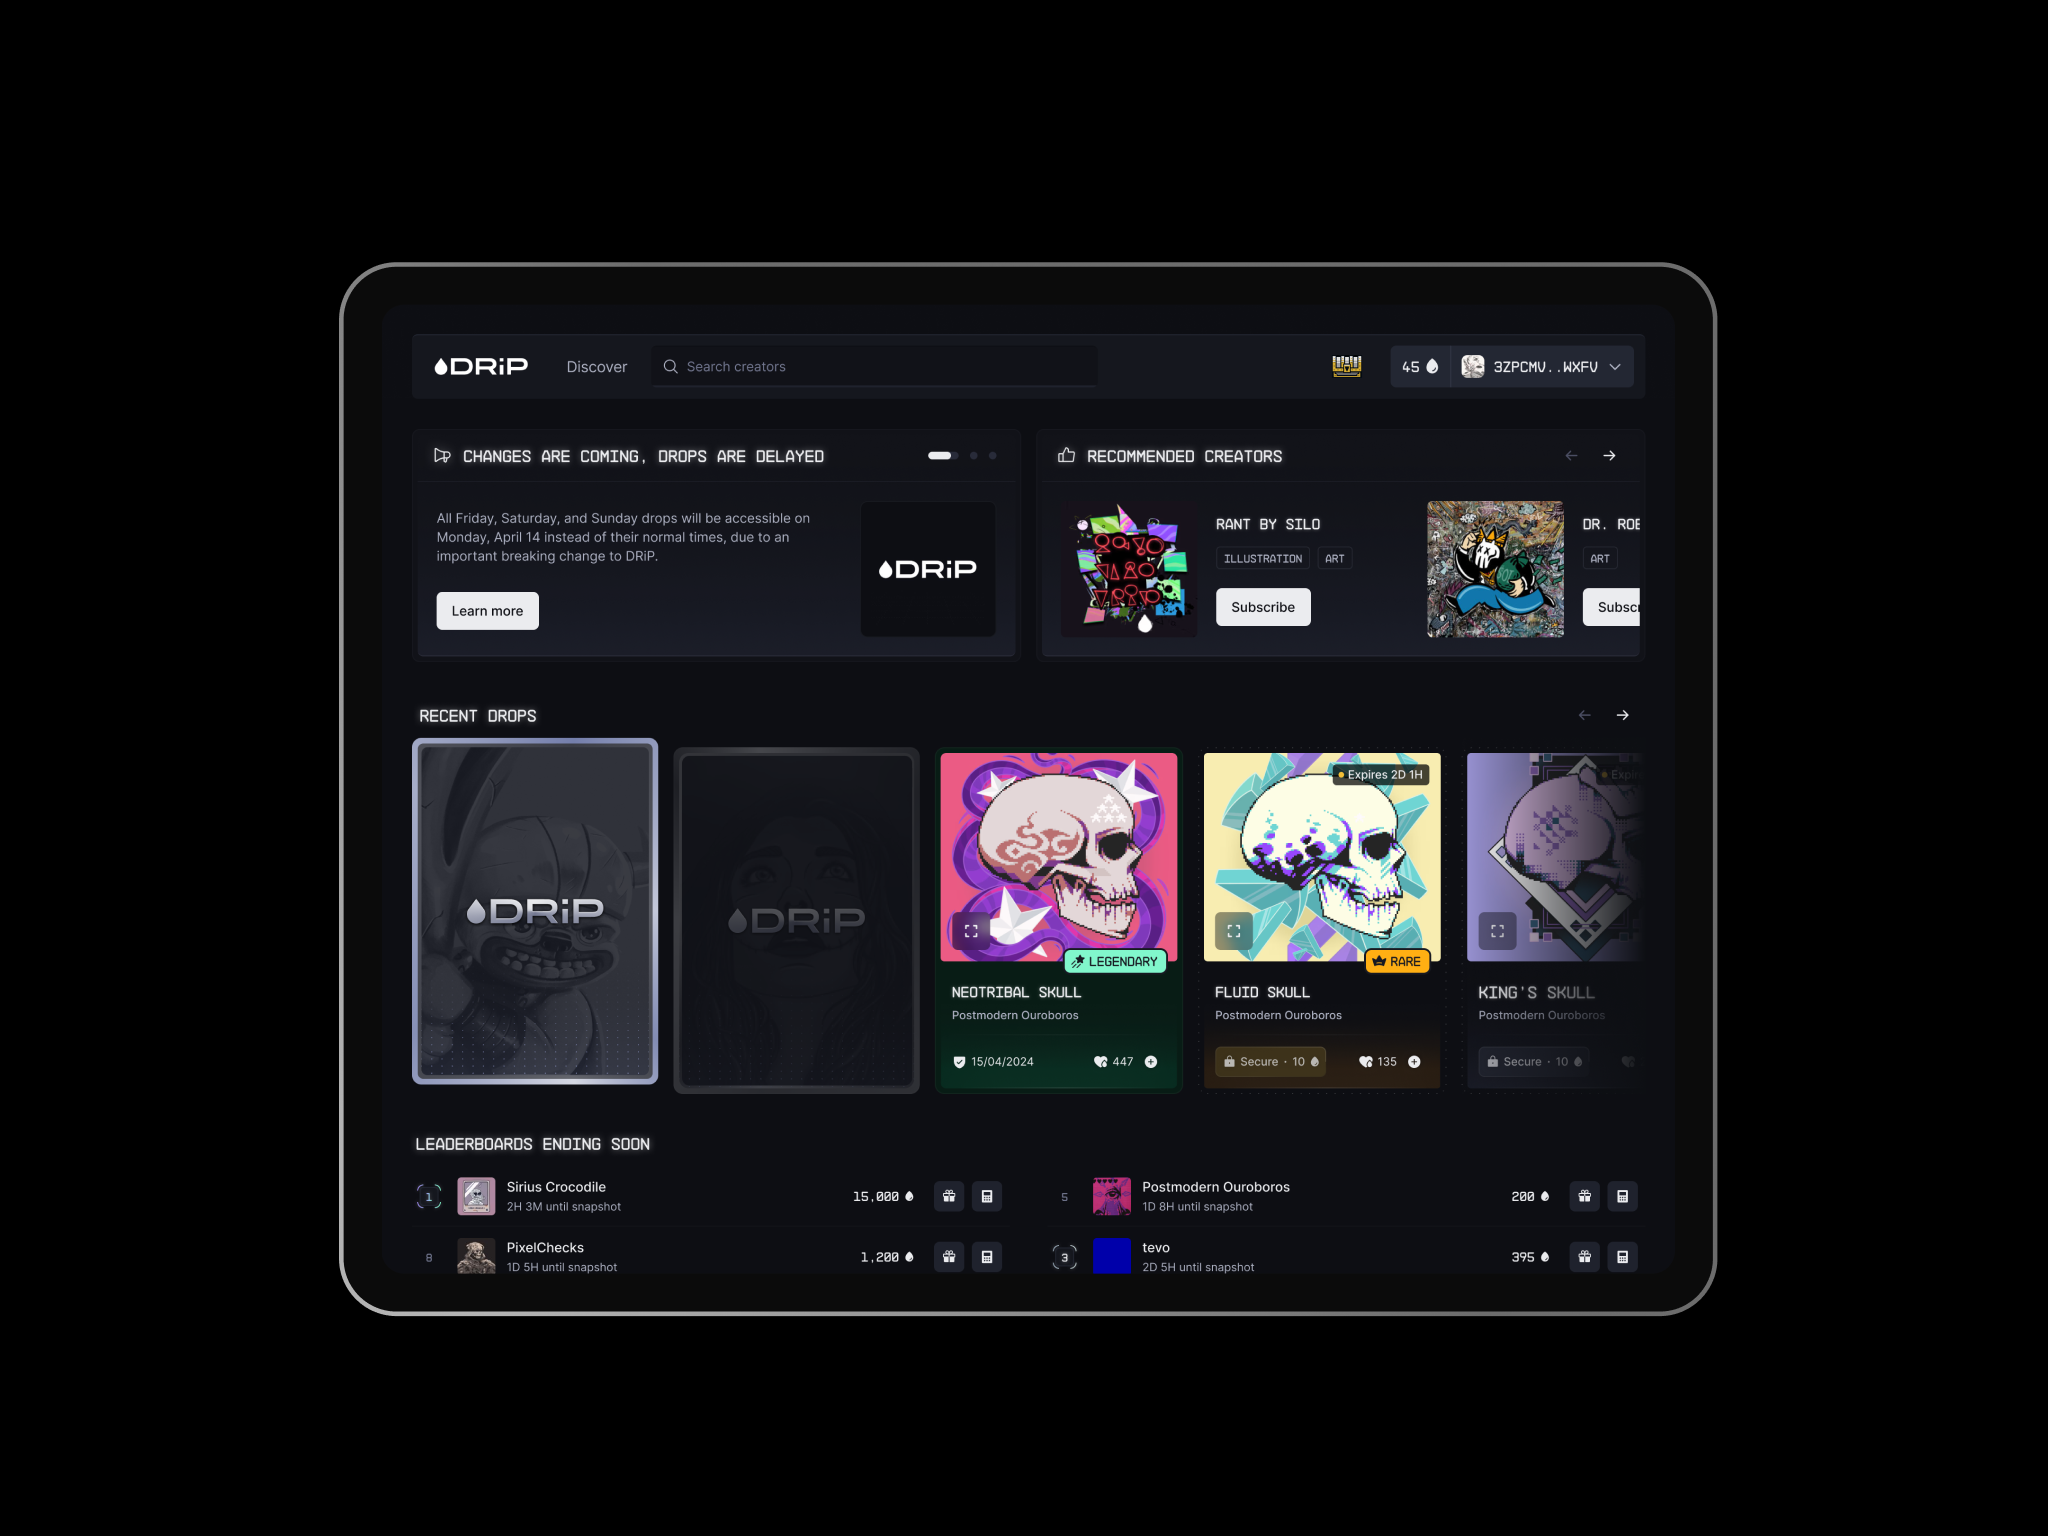 DRiP
Discover
Search creators
45
3ZPCMV..WXFV
CHANGES ARE COMING, DROPS ARE DELAYED
All Friday, Saturday, and Sunday drops will be accessible on
Monday, April 14 instead of their normal times, due to an
important breaking change to DRiP.
Learn more
DRiP
RECOMMENDED CREATORS
RANT BY SILO
ILLUSTRATION
ART
Subscribe
DR. ROB
ART
Subscr
RECENT DROPS
DRiP
DRiP
LEGENDARY
NEOTRIBAL SKULL
Postmodern Ouroboros
15/04/2024
447
Expires 2D 1H
RARE
FLUID SKULL
Postmodern Ouroboros
Secure · 10
135
Expire
KING'S SKULL
Postmodern Ouroboros
Secure · 10
LEADERBOARDS ENDING SOON
1
Sirius Crocodile
2H 3M until snapshot
15,000
8
PixelChecks
1D 5H until snapshot
1,200
5
Postmodern Ouroboros
1D 8H until snapshot
200
3
tevo
2D 5H until snapshot
395